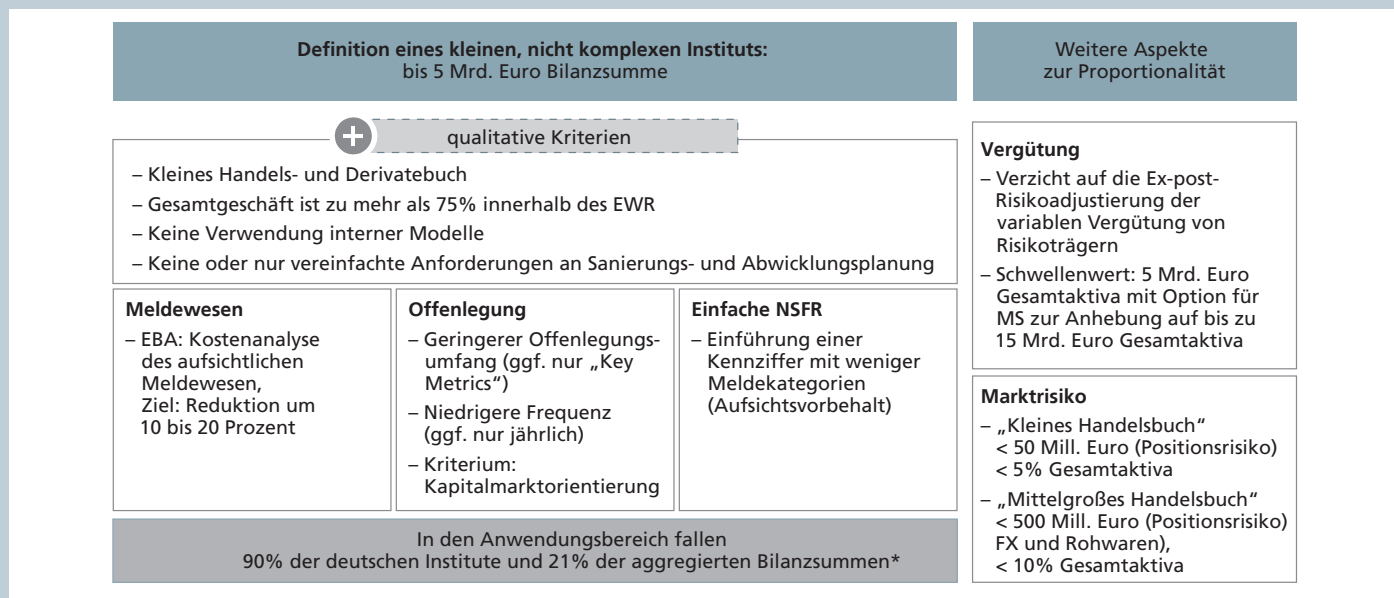 Definition eines kleinen, nicht komplexen Instituts:
bis 5 Mrd. Euro Bilanzsumme
qualitative Kriterien
– Kleines Handels- und Derivatebuch
– Gesamtgeschäft ist zu mehr als 75% innerhalb des EWR
– Keine Verwendung interner Modelle
– Keine oder nur vereinfachte Anforderungen an Sanierungs- und Abwicklungsplanung
Meldewesen
– EBA: Kostenanalyse
des aufsichtlichen
Meldewesen,
Ziel: Reduktion um
10 bis 20 Prozent
Offenlegung
– Geringerer Offenlegungs-
umfang (ggf. nur „Key
Metrics“)
– Niedrigere Frequenz
(ggf. nur jährlich)
– Kriterium:
Kapitalmarktorientierung
Einfache NSFR
– Einführung einer
Kennziffer mit weniger
Meldekategorien
(Aufsichtsvorbehalt)
In den Anwendungsbereich fallen
90% der deutschen Institute und 21% der aggregierten Bilanzsummen*
Weitere Aspekte
zur Proportionalität
Vergütung
– Verzicht auf die Ex-post-
Risikoadjustierung der
variablen Vergütung von
Risikoträgern
– Schwellenwert: 5 Mrd. Euro
Gesamtaktiva mit Option für
MS zur Anhebung auf bis zu
15 Mrd. Euro Gesamtaktiva
Marktrisiko
– „Kleines Handelsbuch“
< 50 Mill. Euro (Positionsrisiko)
< 5% Gesamtaktiva
– „Mittelgroßes Handelsbuch“
< 500 Mill. Euro (Positionsrisiko)
FX und Rohwaren),
< 10% Gesamtaktiva